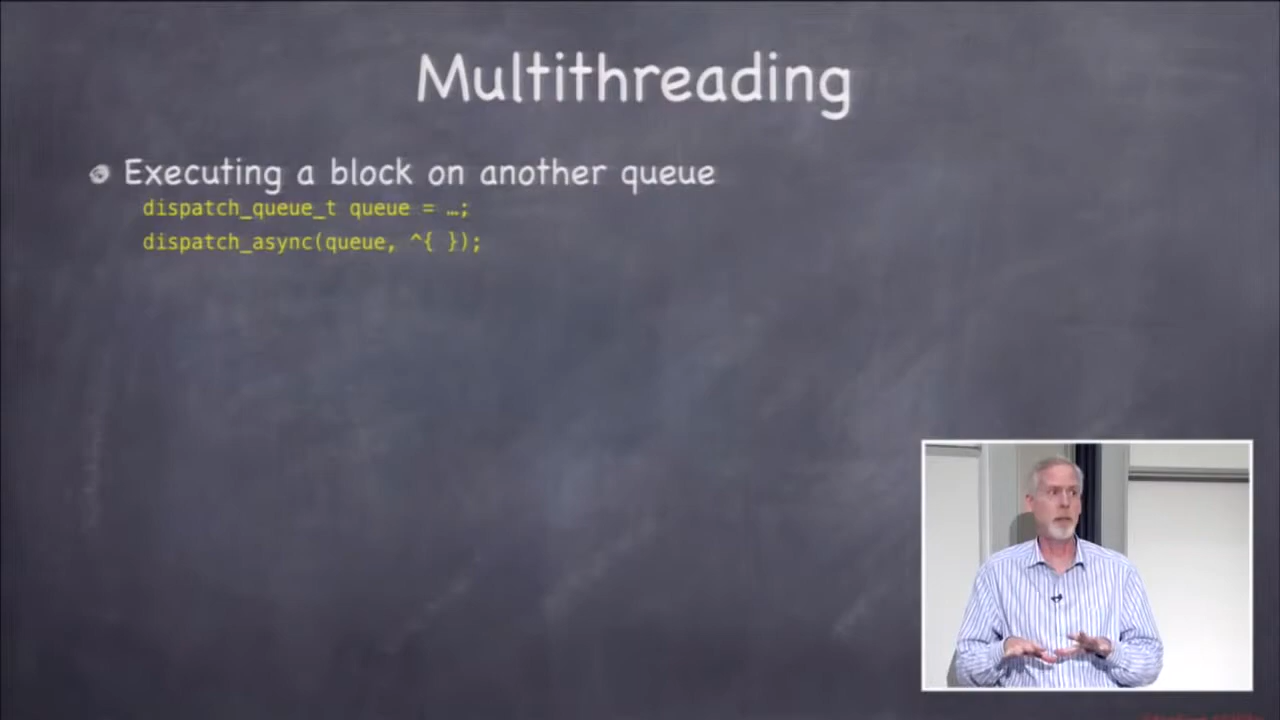 Multithreading
Executing a block on another queue
dispatch_queue_t queue = …;
dispatch_async(queue, ^{ });